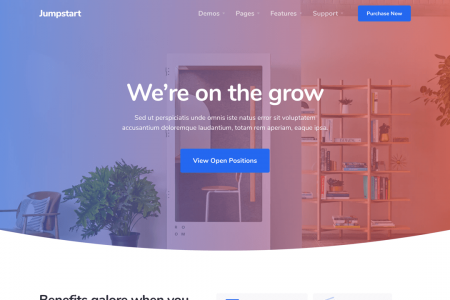 Jumpstart
Demos Pages Features Support Purchase Now
We're on the grow
Sed ut perspiciatis unde omnis iste natus error sit voluptatem
accusantium doloremque laudantium, totam rem aperiam, eaque ipsa.
View Open Positions
Benefits galore when you